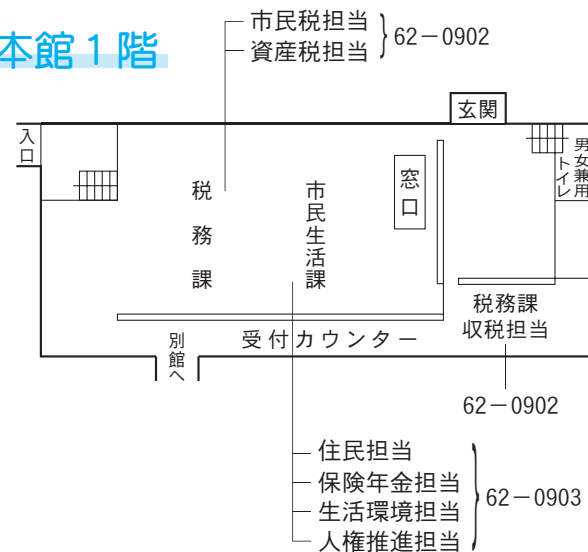 本館1階
市民税担当
資産税担当
62－0902
玄関
入口
男女兼用
トイレ
窓口
税務課
市民生活課
税務課
収税担当
受付カウンター
別館へ
62－0902
住民担当
保険年金担当
生活環境担当
人権推進担当
62－0903